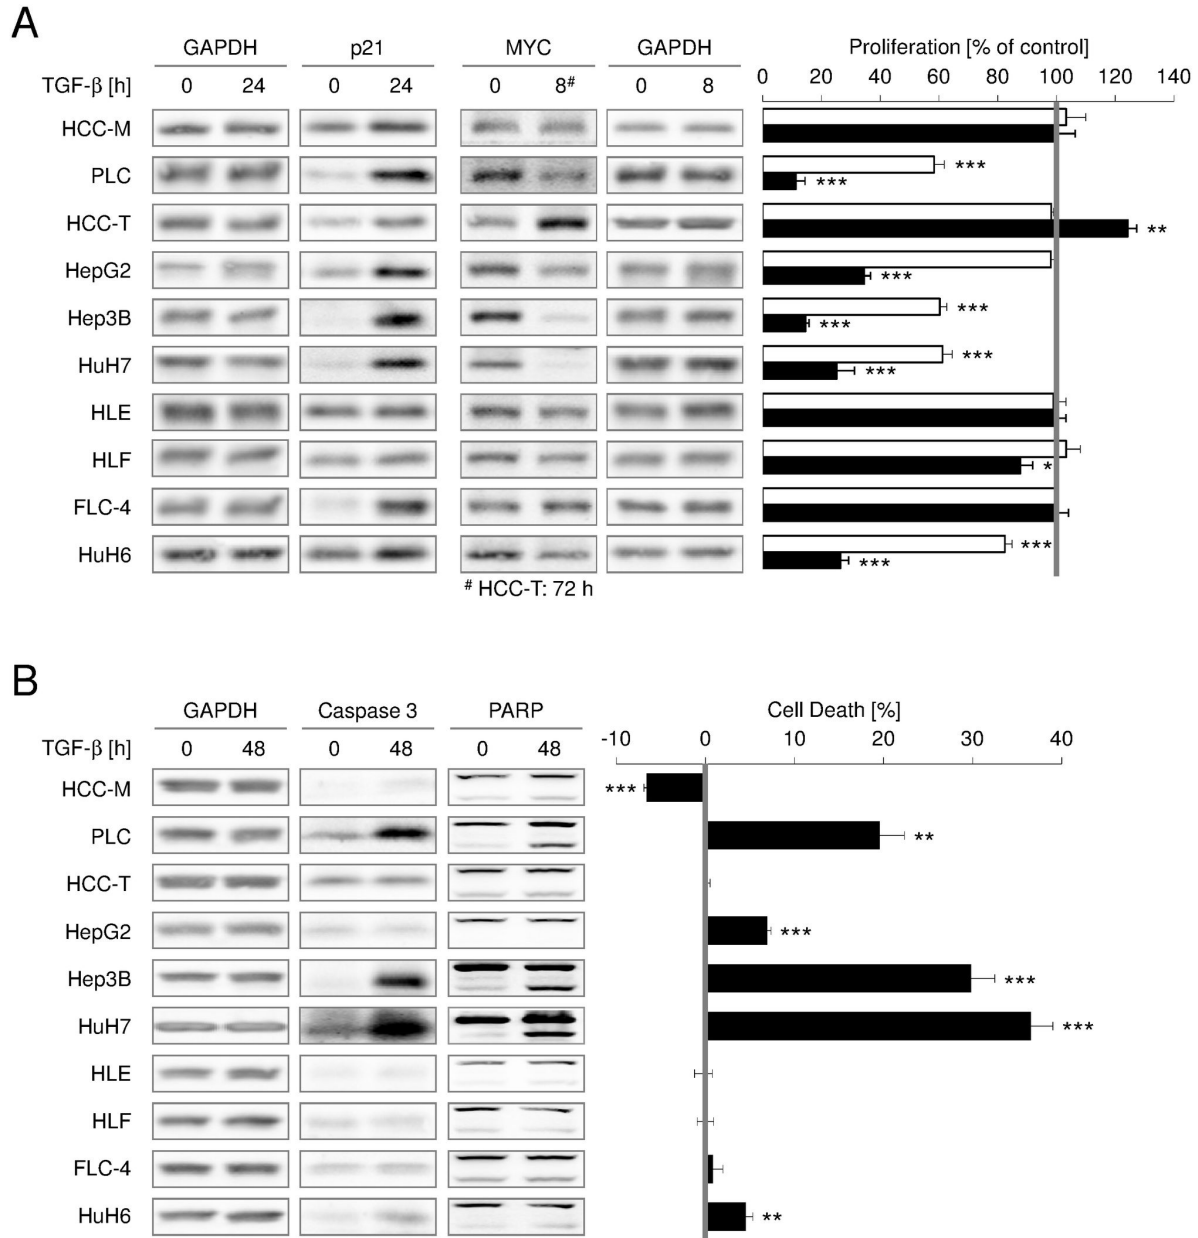 A
GAPDH p21 MYC GAPDH Proliferation [% of control]
TGF-β [h] 0 24 0 24 0 8# 0 8 0 20 40 60 80 100 120 140
HCC-M
PLC *** ***
HCC-T **
HepG2 ***
Hep3B *** ***
HuH7 *** ***
HLE
HLF *
FLC-4
HuH6 *** ***
# HCC-T: 72 h
B
GAPDH Caspase 3 PARP Cell Death [%]
TGF-β [h] 0 48 0 48 0 48 -10 0 10 20 30 40
HCC-M ***
PLC **
HCC-T
HepG2 ***
Hep3B ***
HuH7 ***
HLE
HLF
FLC-4
HuH6 **